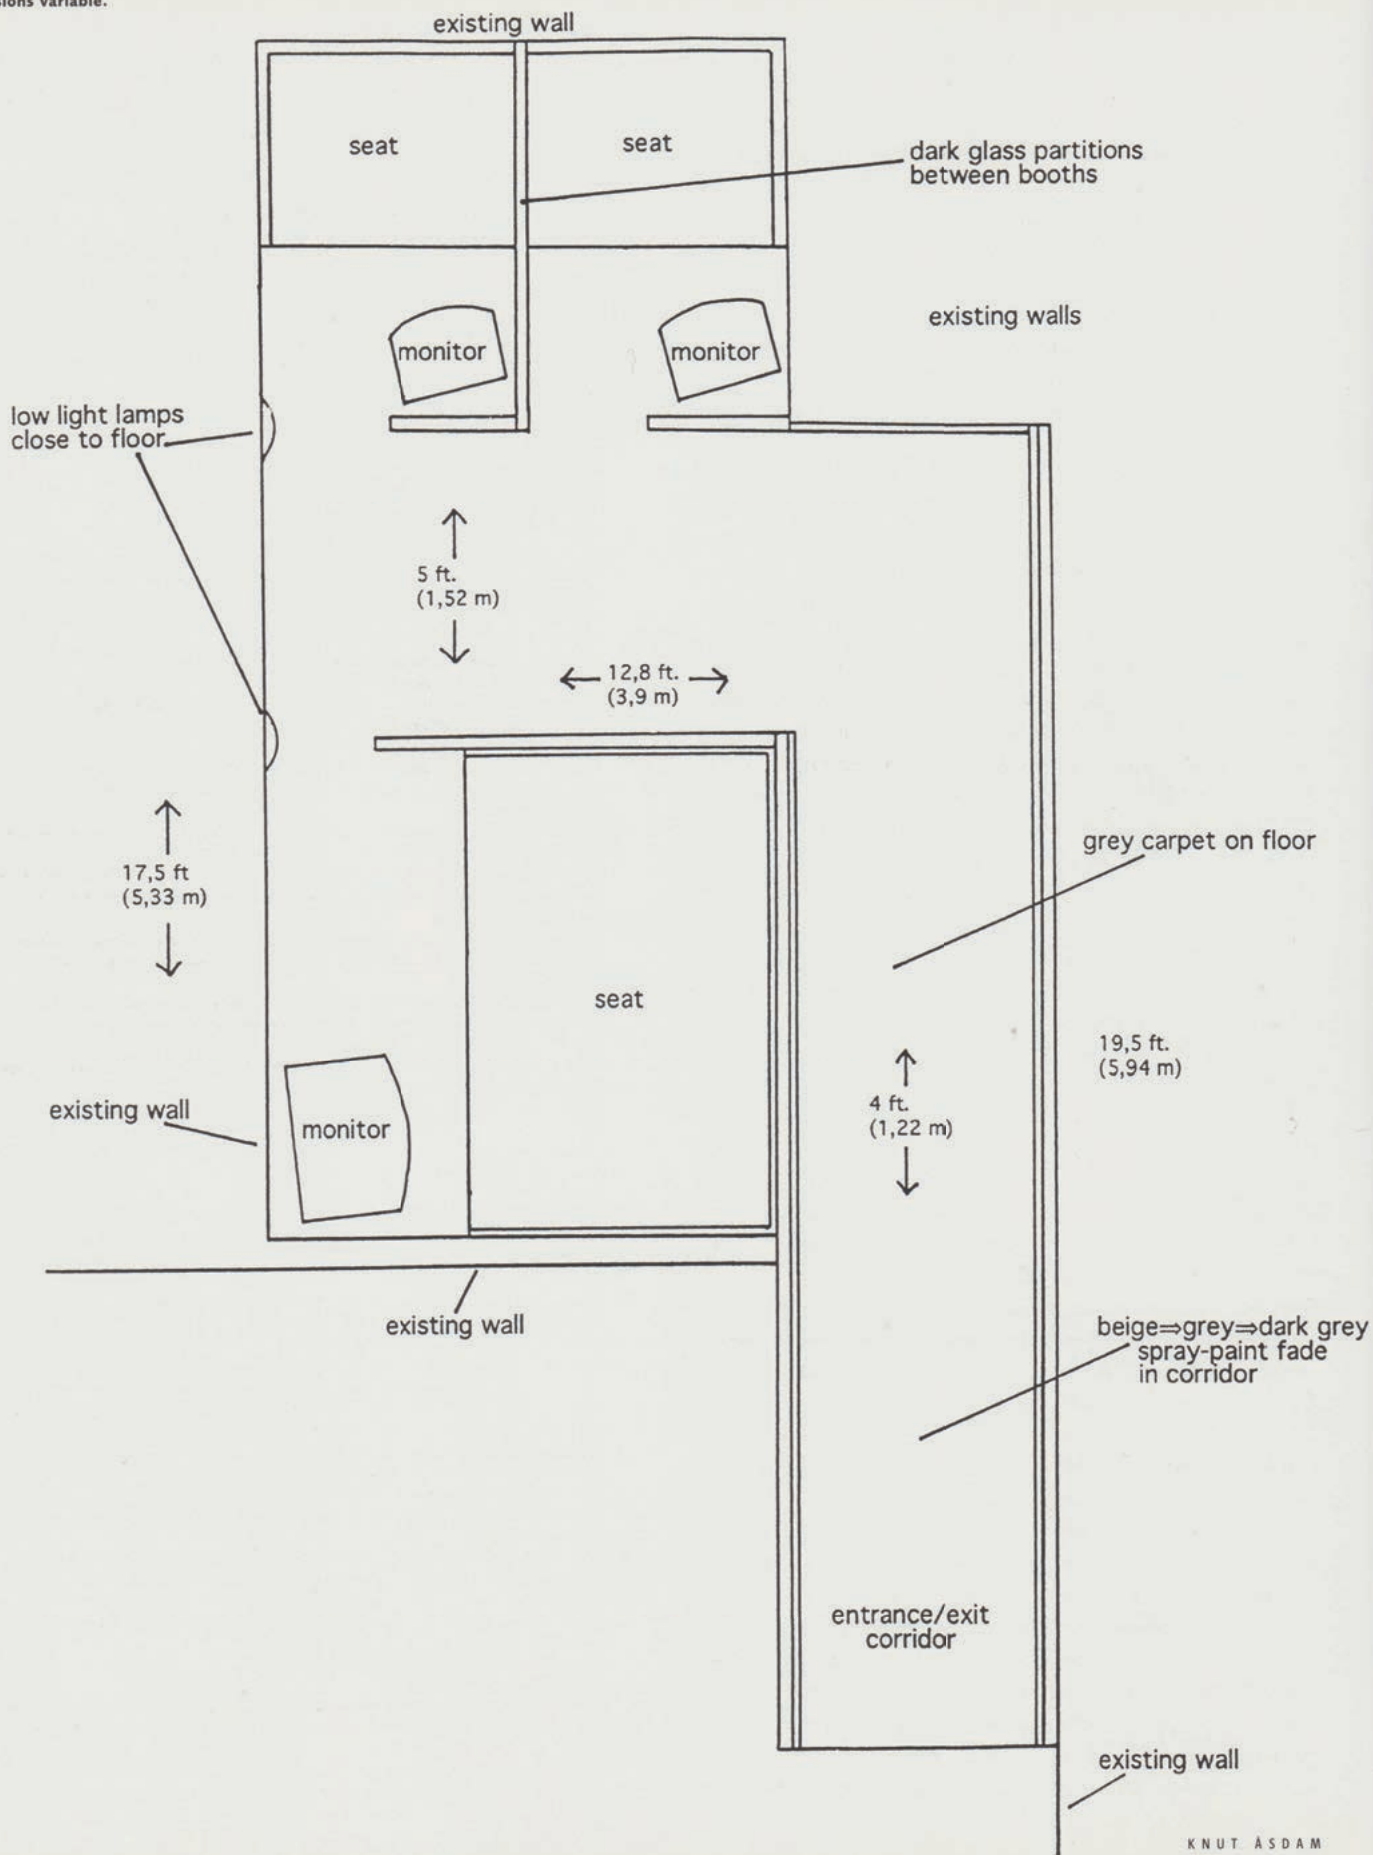 variable.
existing wall
seat
seat
dark glass partitions
between booths
existing walls
monitor
monitor
low light lamps
close to floor
5 ft.
(1,52 m)
12,8 ft.
(3,9 m)
17,5 ft
(5,33 m)
grey carpet on floor
seat
19,5 ft.
(5,94 m)
4 ft.
(1,22 m)
existing wall
monitor
existing wall
beige⇒grey⇒dark grey
spray-paint fade
in corridor
entrance/exit
corridor
existing wall
KNUT ÅSDAM